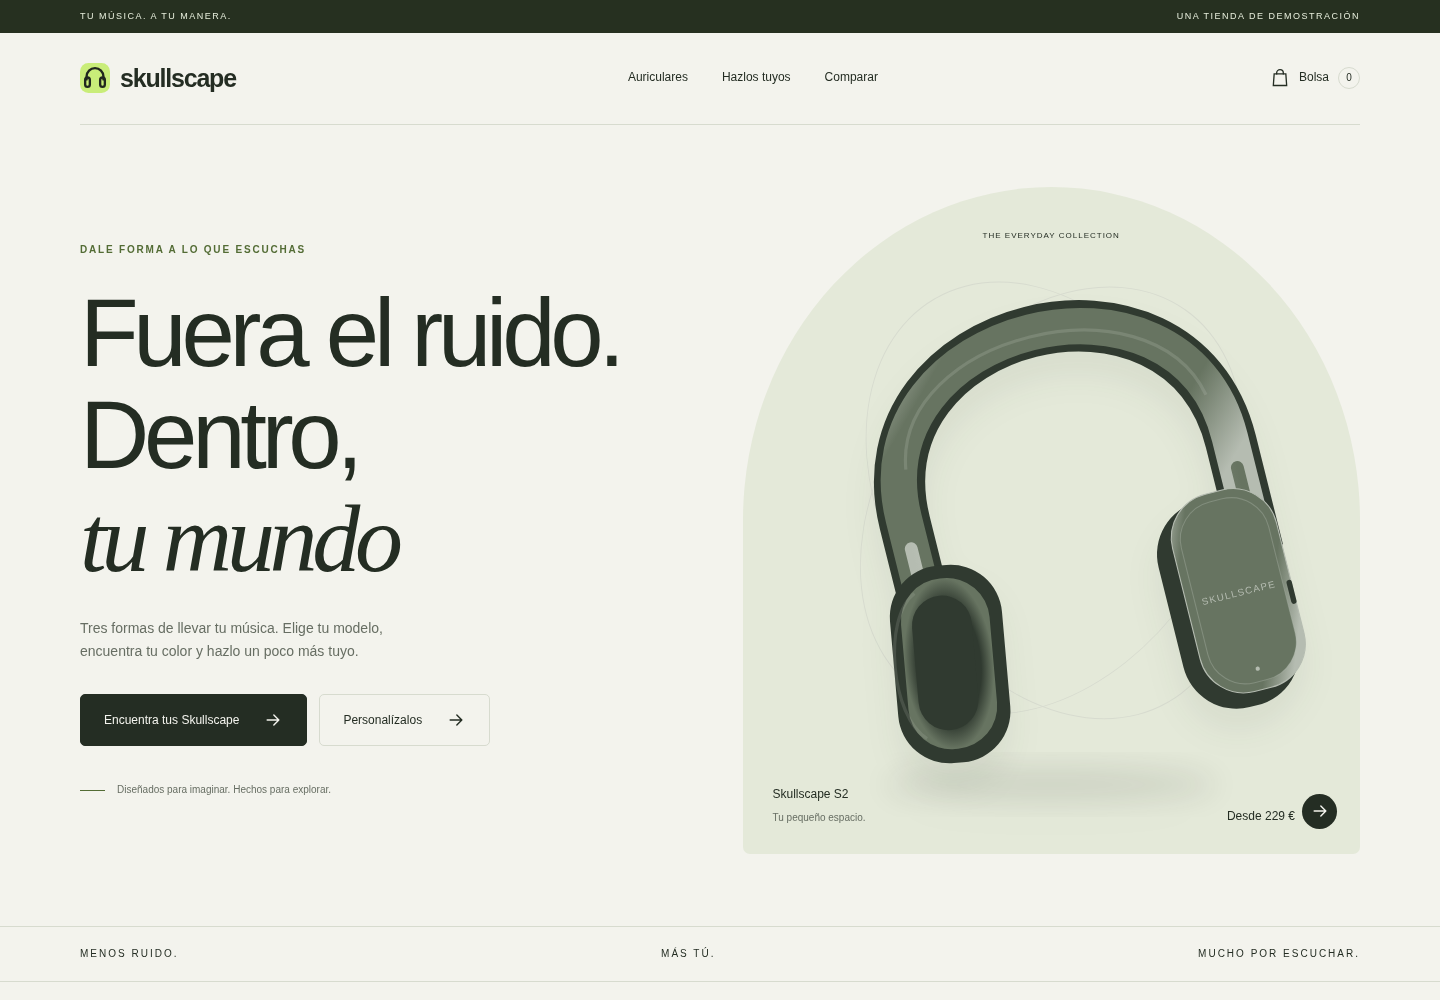 TU MÚSICA. A TU MANERA.
UNA TIENDA DE DEMOSTRACIÓN
skullscape
Auriculares
Hazlos tuyos
Comparar
Bolsa
0
DALE FORMA A LO QUE ESCUCHAS
Fuera el ruido.
Dentro,
tu mundo
Tres formas de llevar tu música. Elige tu modelo,
encuentra tu color y hazlo un poco más tuyo.
Encuentra tus Skullscape
Personalízalos
Diseñados para imaginar. Hechos para explorar.
THE EVERYDAY COLLECTION
SKULLSCAPE
Skullscape S2
Tu pequeño espacio.
Desde 229 €
MENOS RUIDO.
MÁS TÚ.
MUCHO POR ESCUCHAR.